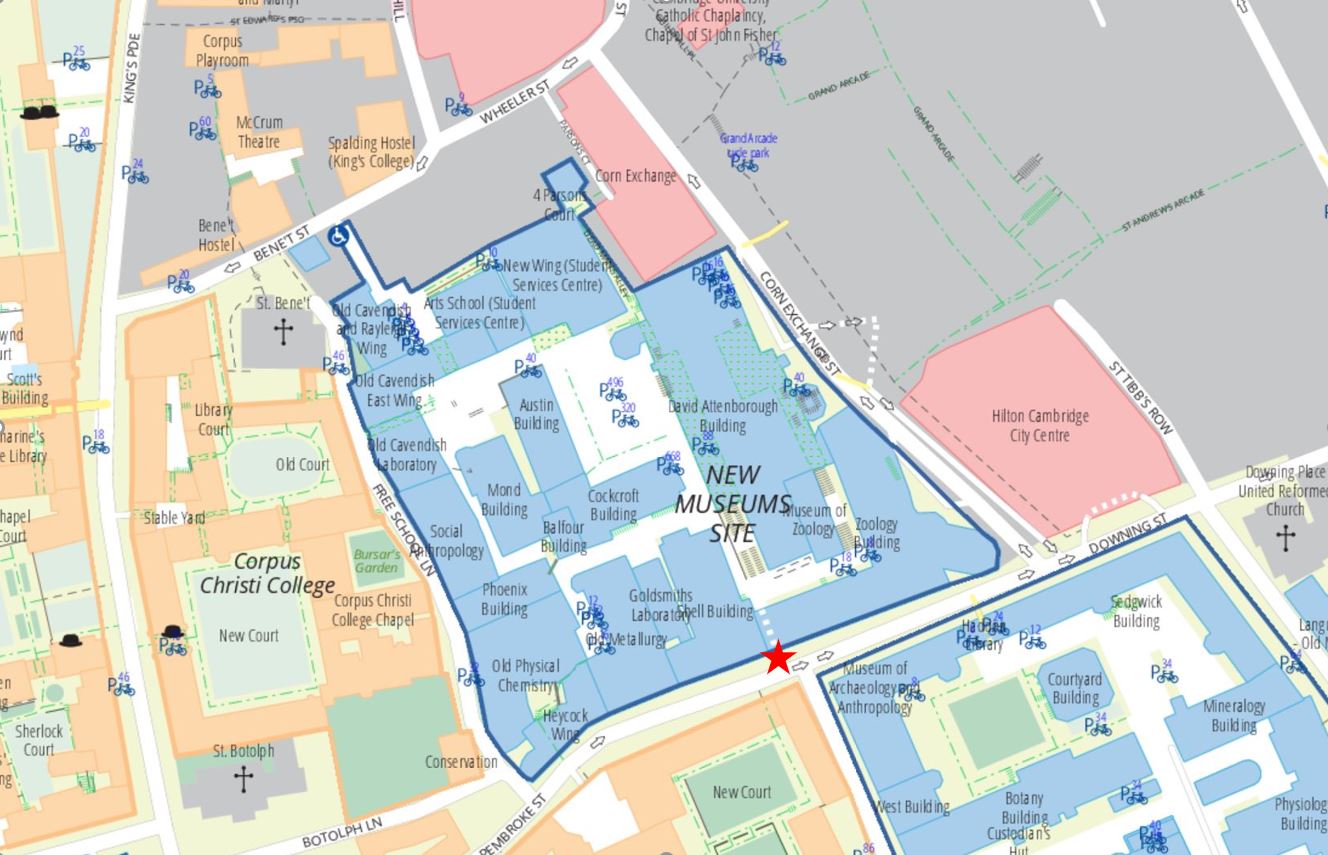 and Martyr
ST EDWARD'S PSG
HILL
ST
Cambridge University
Catholic Chaplaincy,
Chapel of St John Fisher
12
25
KING'S PDE
Corpus
Playroom
5
60
20
24
McCrum
Theatre
Spalding Hostel
(King's College)
9
WHEELER ST
PARSONS CT
GRAND ARCADE
GRAND ARCADE
Grand Arcade
cycle park
Corn Exchange
4 Parsons
Court
ST ANDREW'S ARCADE
Bene't
Hostel
BENE'T ST
20
St. Bene't
New Wing (Student
Services Centre)
Arts School (Student
Services Centre)
Old Cavendish
and Rayleigh
Wing
46
16
CORN EXCHANGE ST
ST TIBB'S ROW
Scott's
Building
Old Cavendish
East Wing
40
496
320
Austin
Building
David Attenborough
Building
40
88
668
Hilton Cambridge
City Centre
Library
Court
Old Court
18
Old Cavendish
Laboratory
Mond
Building
Cockcroft
Building
NEW
MUSEUMS
SITE
Museum of
Zoology
Zoology
Building
18
Downing Place
United Reformed
Church
Stable Yard
FREE SCHOOL LN
Social
Anthropology
Balfour
Building
DOWNING ST
Corpus
Christi College
Bursar's
Garden
Corpus Christi
College Chapel
New Court
Phoenix
Building
12
Goldsmiths
Laboratory
Shell Building
Old Metallurgy
Haddon
Library
24
12
Sedgwick
Building
Old Physical
Chemistry
Museum of
Archaeology and
Anthropology
8
Courtyard
Building
34
34
46
Heycock
Wing
Mineralogy
Building
Sherlock
Court
St. Botolph
Conservation
New Court
West Building
Botany
Building
Custodian's
Hut
34
40
Physiology
Building
BOTOLPH LN
PEMBROKE ST
86